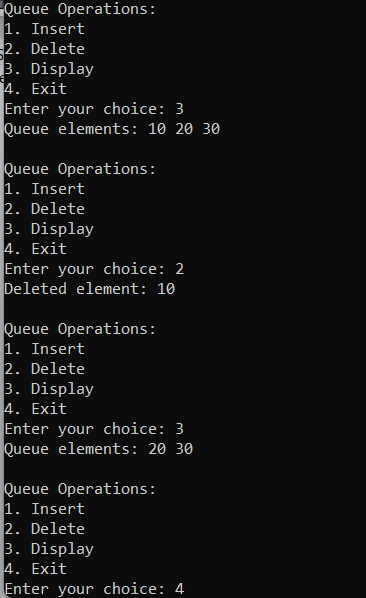 Queue Operations:
1. Insert
2. Delete
3. Display
4. Exit
Enter your choice: 3
Queue elements: 10 20 30
Queue Operations:
1. Insert
2. Delete
3. Display
4. Exit
Enter your choice: 2
Deleted element: 10
Queue Operations:
1. Insert
2. Delete
3. Display
4. Exit
Enter your choice: 3
Queue elements: 20 30
Queue Operations:
1. Insert
2. Delete
3. Display
4. Exit
Enter your choice: 4